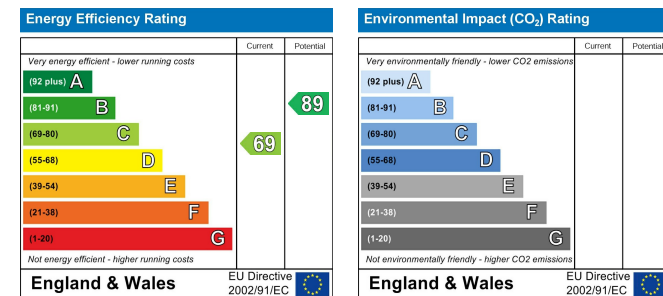 Energy Efficiency Rating
Current Potential
Very energy efficient - lower running costs
(92 plus) A
(81-91) B
89
(69-80) C
69
(55-68) D
(39-54) E
(21-38) F
(1-20) G
Not energy efficient - higher running costs
England & Wales
EU Directive
2002/91/EC
Environmental Impact (CO₂) Rating
Current Potential
Very environmentally friendly - lower CO2 emissions
(92 plus) A
(81-91) B
(69-80) C
(55-68) D
(39-54) E
(21-38) F
(1-20) G
Not environmentally friendly - higher CO2 emissions
England & Wales
EU Directive
2002/91/EC